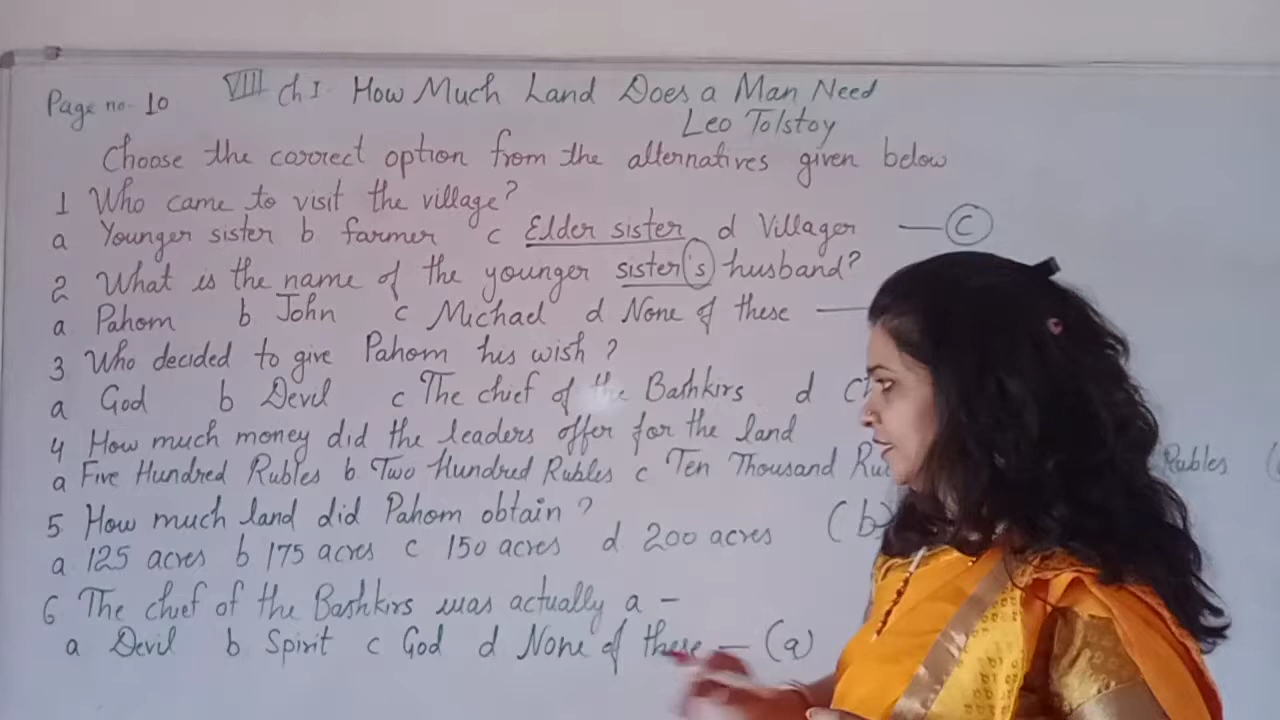 Page no- 10 VIII Ch I. How Much Land Does a Man Need
Leo Tolstoy
Choose the correct option from the alternatives given below
1 Who came to visit the village?
a Younger sister b farmer c Elder sister d Villager — C
2 What is the name of the younger sister's husband?
a Pahom b John c Michael d None of these —
3 Who decided to give Pahom his wish ?
a God b Devil c The chief of the Bashkirs d
4 How much money did the leaders offer for the land
a Five Hundred Rubles b Two Hundred Rubles c Ten Thousand Rubles
5 How much land did Pahom obtain ? (b)
a 125 acres b 175 acres c 150 acres d 200 acres
6 The chief of the Bashkirs was actually a –
a Devil b Spirit c God d None of these — (a)